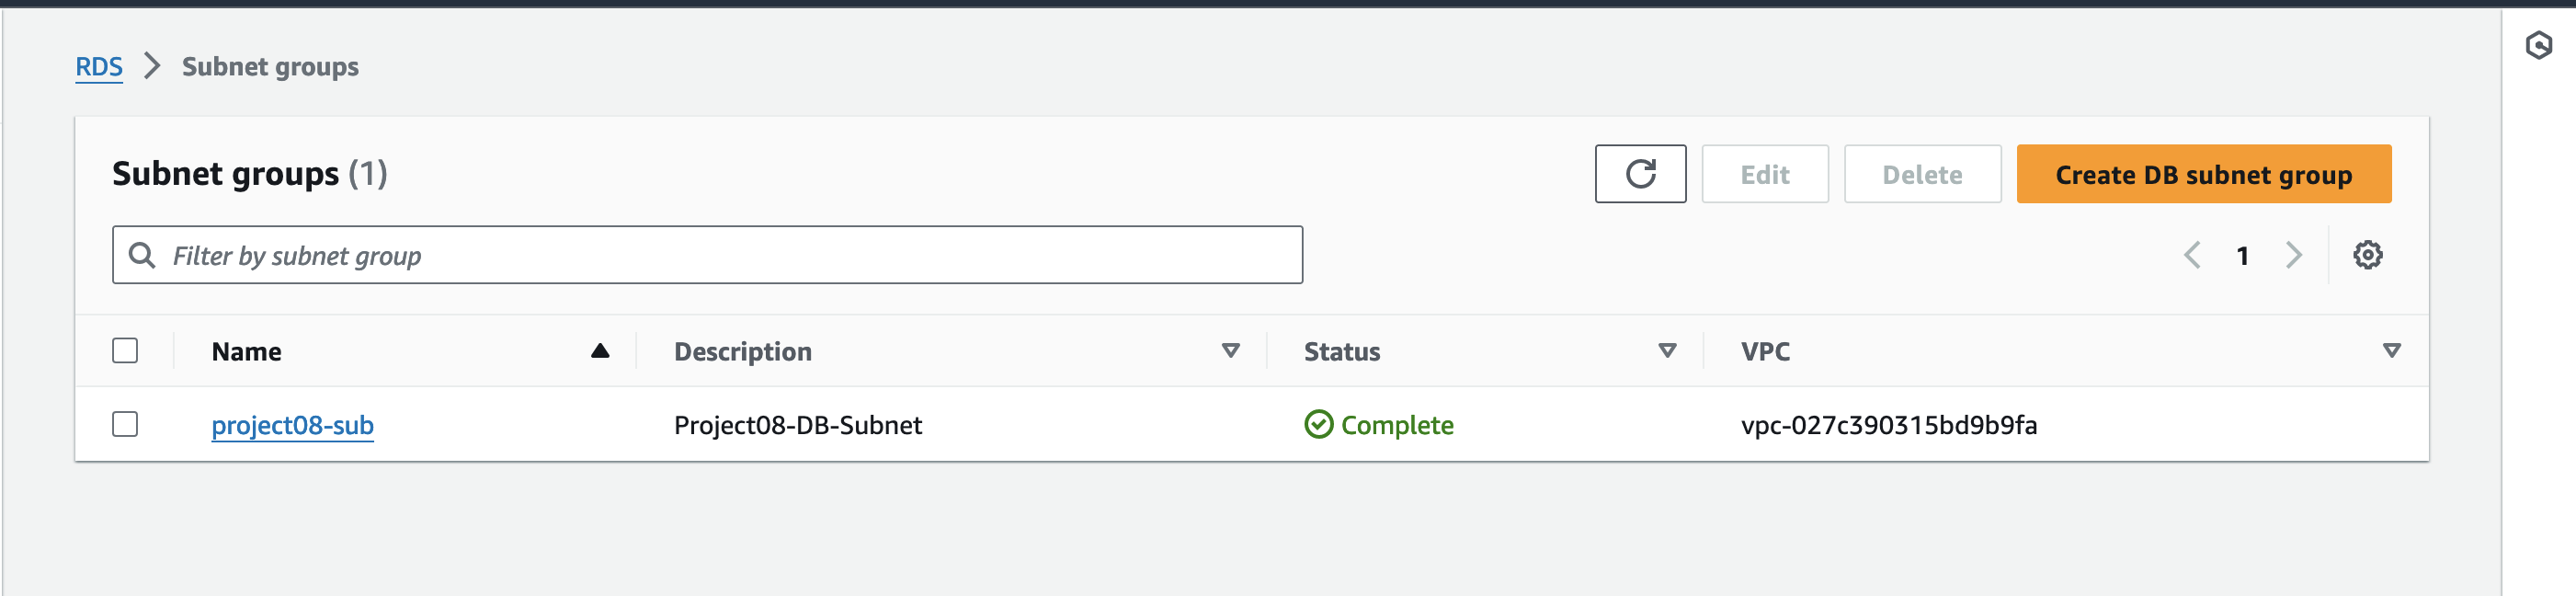 RDS > Subnet groups
Subnet groups (1)
Edit
Delete
Create DB subnet group
Filter by subnet group
1
Name Description Status VPC
project08-sub Project08-DB-Subnet Complete vpc-027c390315bd9b9fa